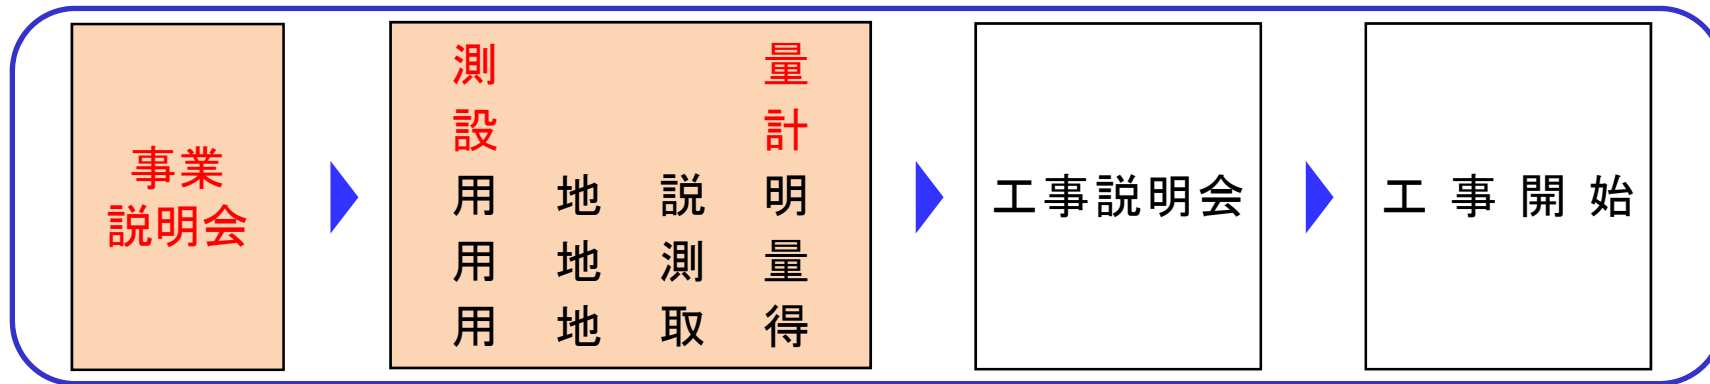 事業
説明会
測量
設計
用地説明
用地測量
用地取得
工事説明会
工事開始